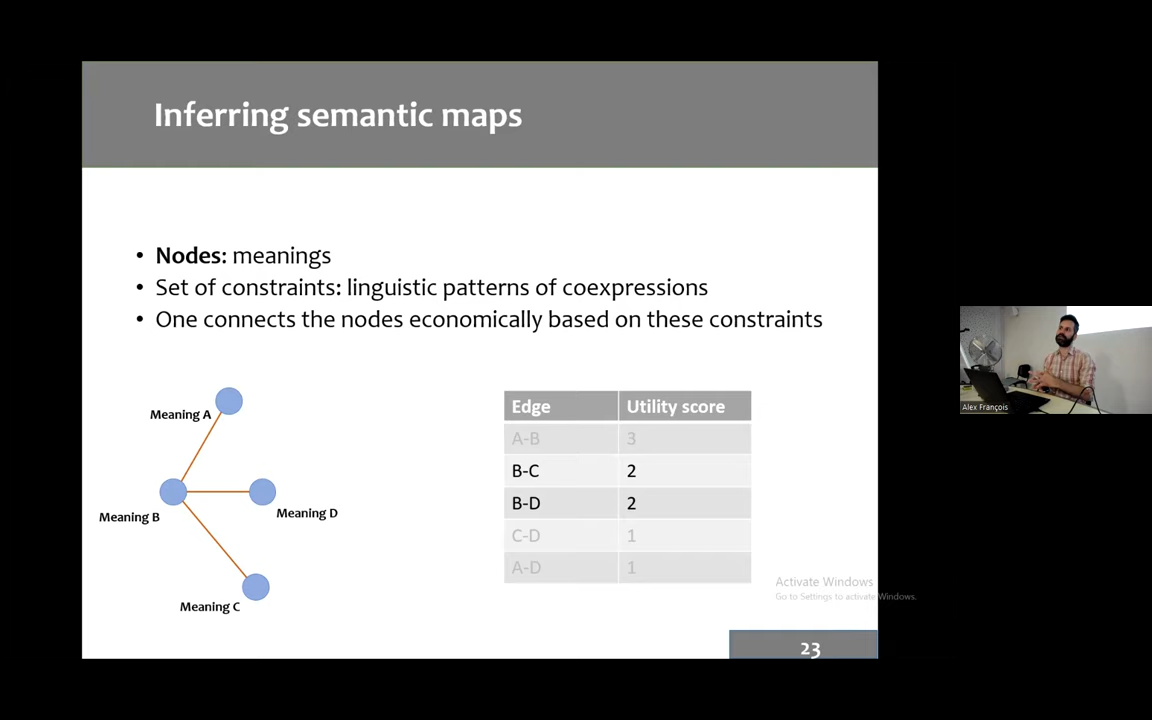 Inferring semantic maps
• Nodes: meanings
• Set of constraints: linguistic patterns of coexpressions
• One connects the nodes economically based on these constraints
Meaning A
Meaning B
Meaning D
Meaning C
Edge Utility score
A-B 3
B-C 2
B-D 2
C-D 1
A-D 1
Activate Windows
Go to Settings to activate Windows.
23
Alex François